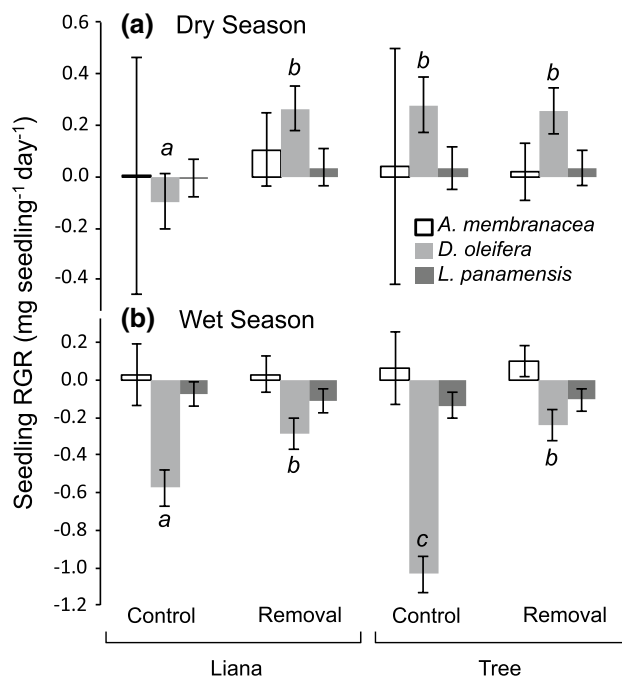 (a) Dry Season
0.6
0.4
0.2
0.0
-0.2
-0.4
a
b
b
b
A. membranacea
D. oleifera
L. panamensis
Seedling RGR (mg seedling-1 day-1)
(b) Wet Season
0.2
0.0
-0.2
-0.4
-0.6
-0.8
-1.0
-1.2
a
b
c
b
Control Removal Control Removal
Liana Tree